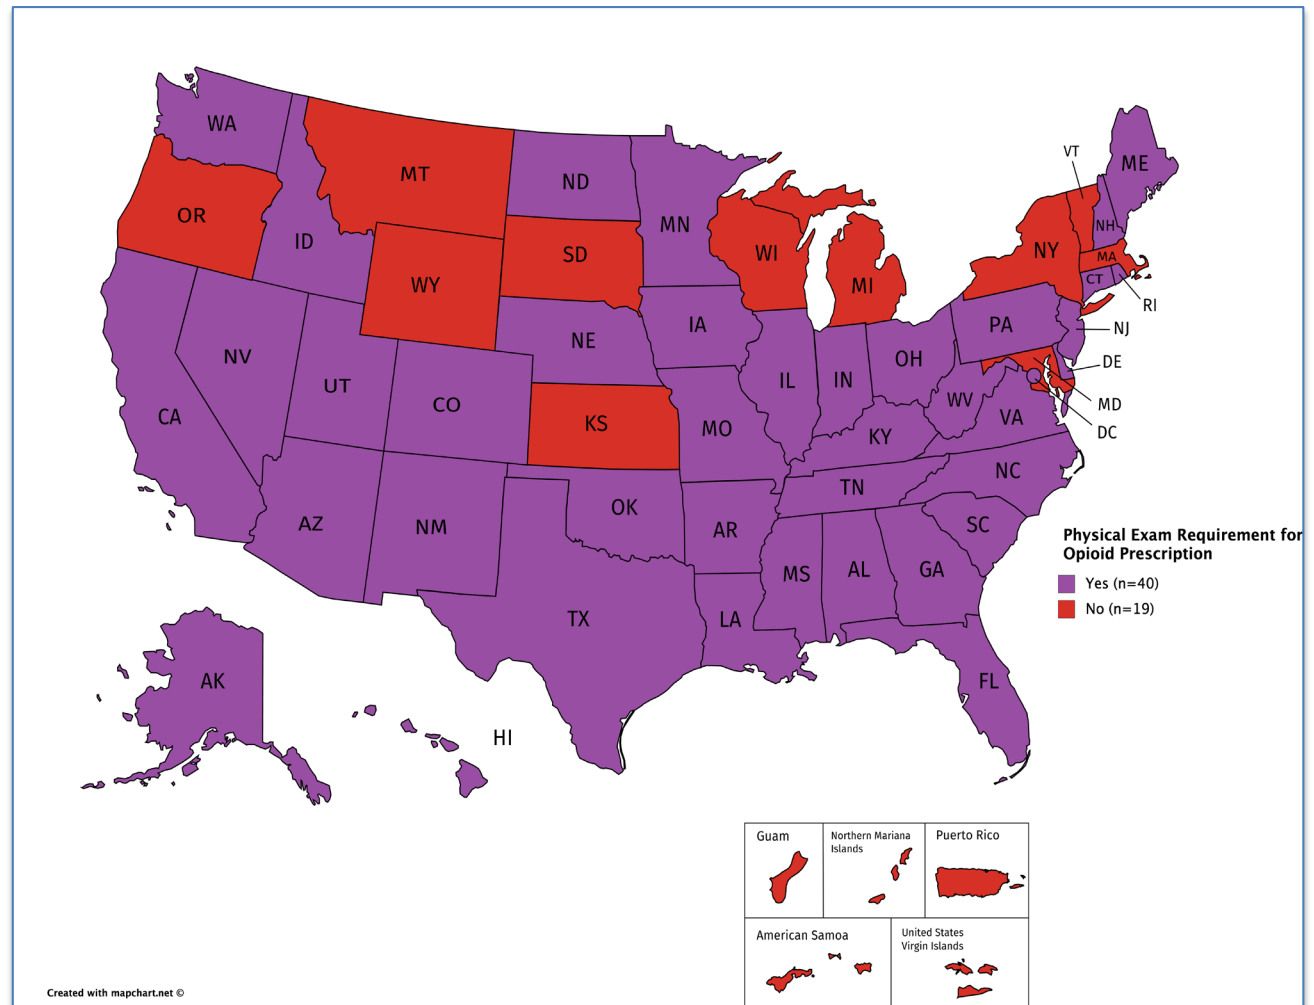 WA
MT
ND
MN
VT
ME
OR
ID
WY
SD
WI
MI
NY
NH
MA
CT
RI
NV
UT
CO
NE
IA
IL
IN
OH
PA
NJ
DE
MD
DC
CA
KS
MO
KY
WV
VA
AZ
NM
OK
AR
TN
NC
SC
TX
LA
MS
AL
GA
FL
AK
HI
Physical Exam Requirement for
Opioid Prescription
Yes (n=40)
No (n=19)
Guam
Northern Mariana
Islands
Puerto Rico
American Samoa
United States
Virgin Islands
Created with mapchart.net ©